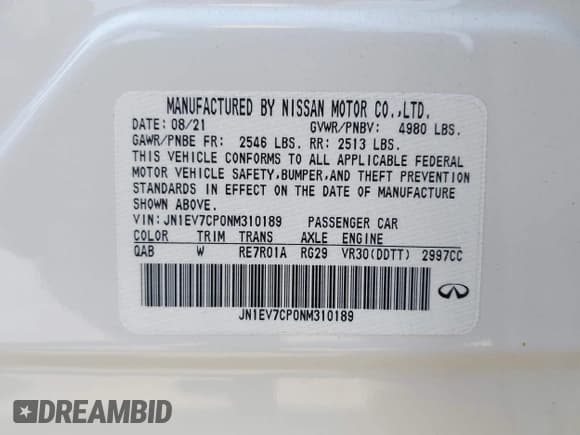 MANUFACTURED BY NISSAN MOTOR CO.,LTD.
DATE: 08/21 GVWR/PNBV: 4980 LBS.
GAWR/PNBE FR: 2546 LBS. RR: 2513 LBS.
THIS VEHICLE CONFORMS TO ALL APPLICABLE FEDERAL
MOTOR VEHICLE SAFETY,BUMPER,AND THEFT PREVENTION
STANDARDS IN EFFECT ON THE DATE OF MANUFACTURE
SHOWN ABOVE.
VIN:JN1EV7CP0NM310189 PASSENGER CAR
COLOR TRIM TRANS AXLE ENGINE
QAB W RE7R01A RG29 VR30(DDTT) 2997CC
JN1EV7CP0NM310189
DREAMBID